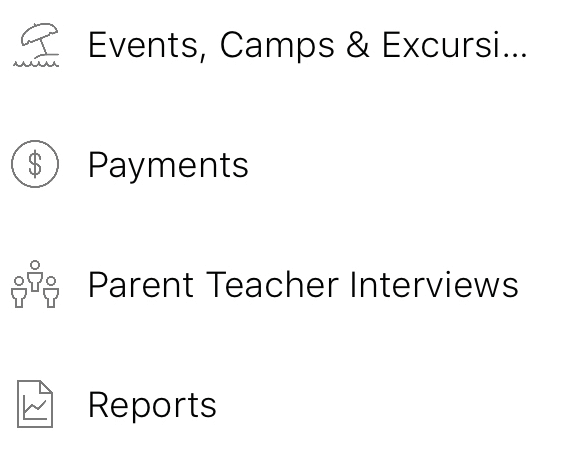 Events, Camps & Excursi...
Payments
Parent Teacher Interviews
Reports